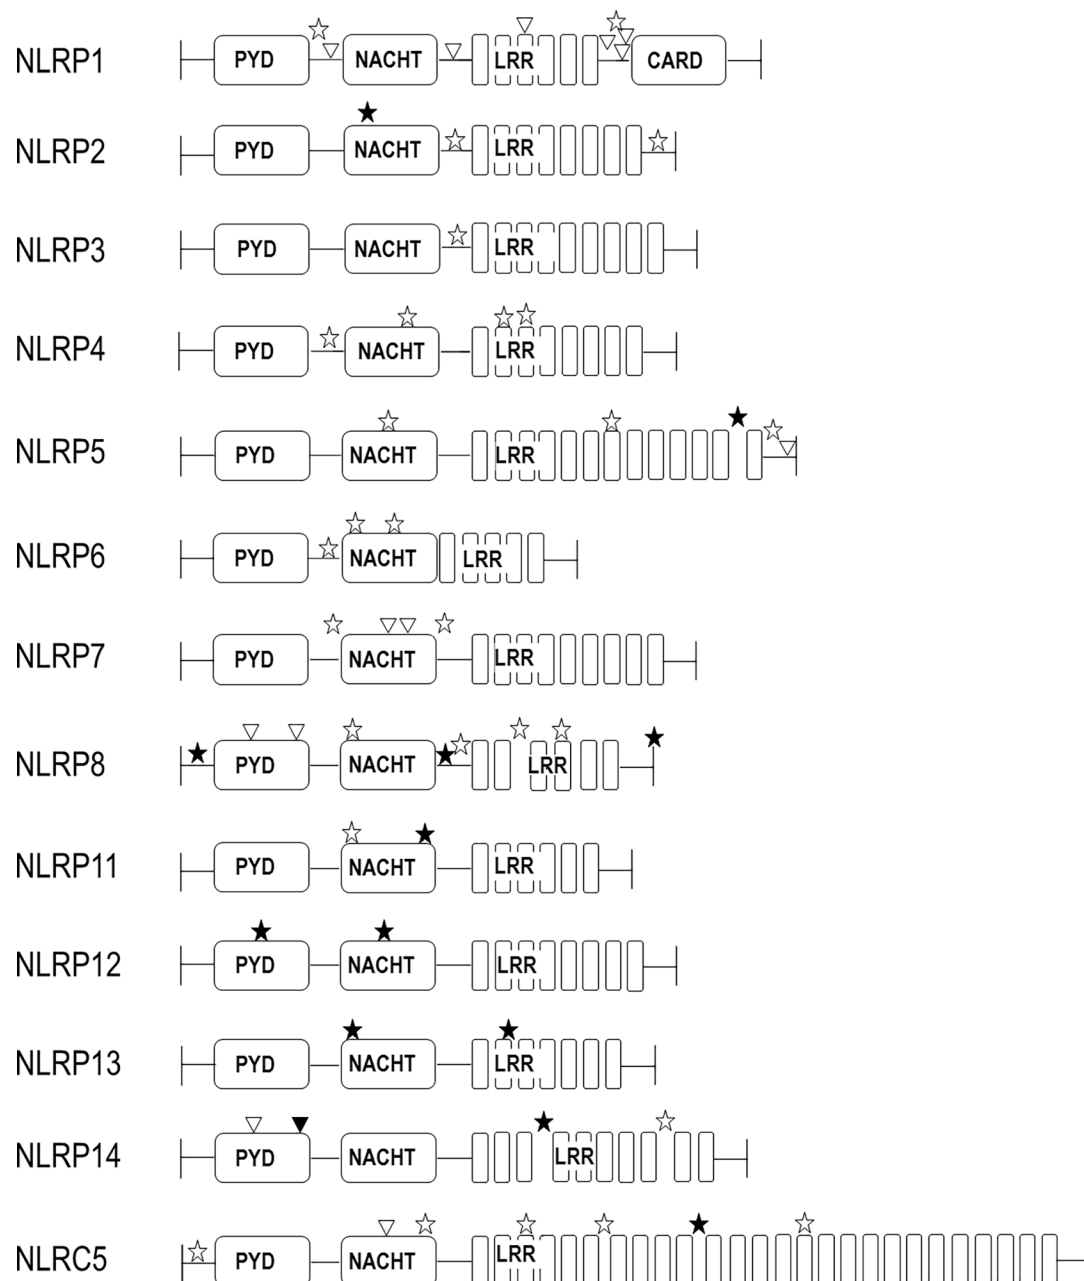 NLRP1 PYD NACHT LRR CARD
NLRP2 PYD NACHT LRR
NLRP3 PYD NACHT LRR
NLRP4 PYD NACHT LRR
NLRP5 PYD NACHT LRR
NLRP6 PYD NACHT LRR
NLRP7 PYD NACHT LRR
NLRP8 PYD NACHT LRR
NLRP11 PYD NACHT LRR
NLRP12 PYD NACHT LRR
NLRP13 PYD NACHT LRR
NLRP14 PYD NACHT LRR
NLRC5 PYD NACHT LRR